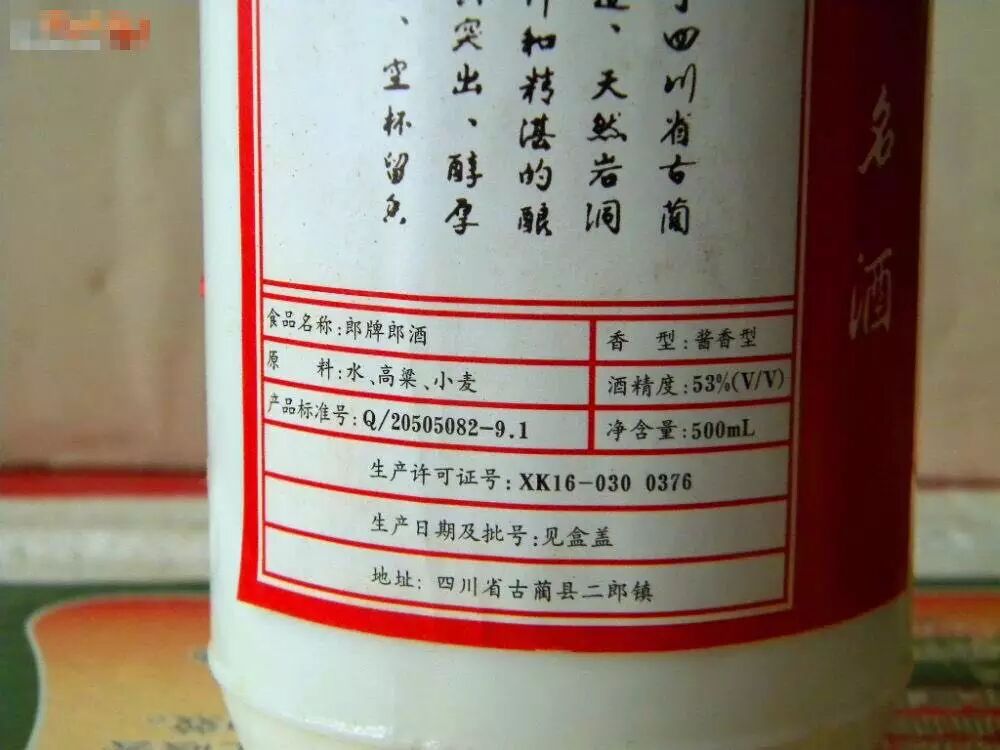 四川省古蔺
、天然岩洞
和精湛的酿
突出、醇厚
、空杯留香
名酒
食品名称:郎牌郎酒
香 型:酱香型
原 料:水、高粱、小麦
酒精度:53%(V/V)
产品标准号:Q/20505082-9.1
净含量:500mL
生产许可证号:XK16-030 0376
生产日期及批号:见盒盖
地址: 四川省古蔺县二郎镇